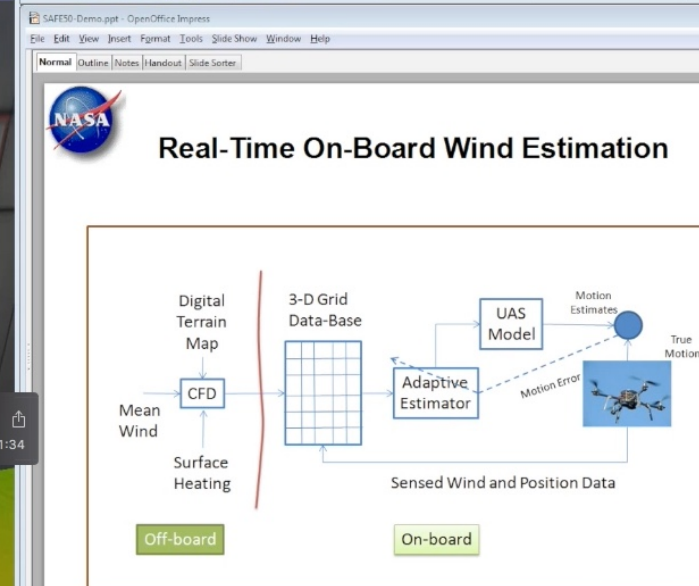 SAFE50-Demo.ppt - OpenOffice Impress
File Edit View Insert Format Tools Slide Show Window Help
Normal Outline Notes Handout Slide Sorter
NASA
Real-Time On-Board Wind Estimation
Digital
Terrain
Map
3-D Grid
Data-Base
Motion
Estimates
UAS
Model
True
Motion
CFD
Adaptive
Estimator
Motion Error
Mean
Wind
1:34
Surface
Heating
Sensed Wind and Position Data
Off-board
On-board